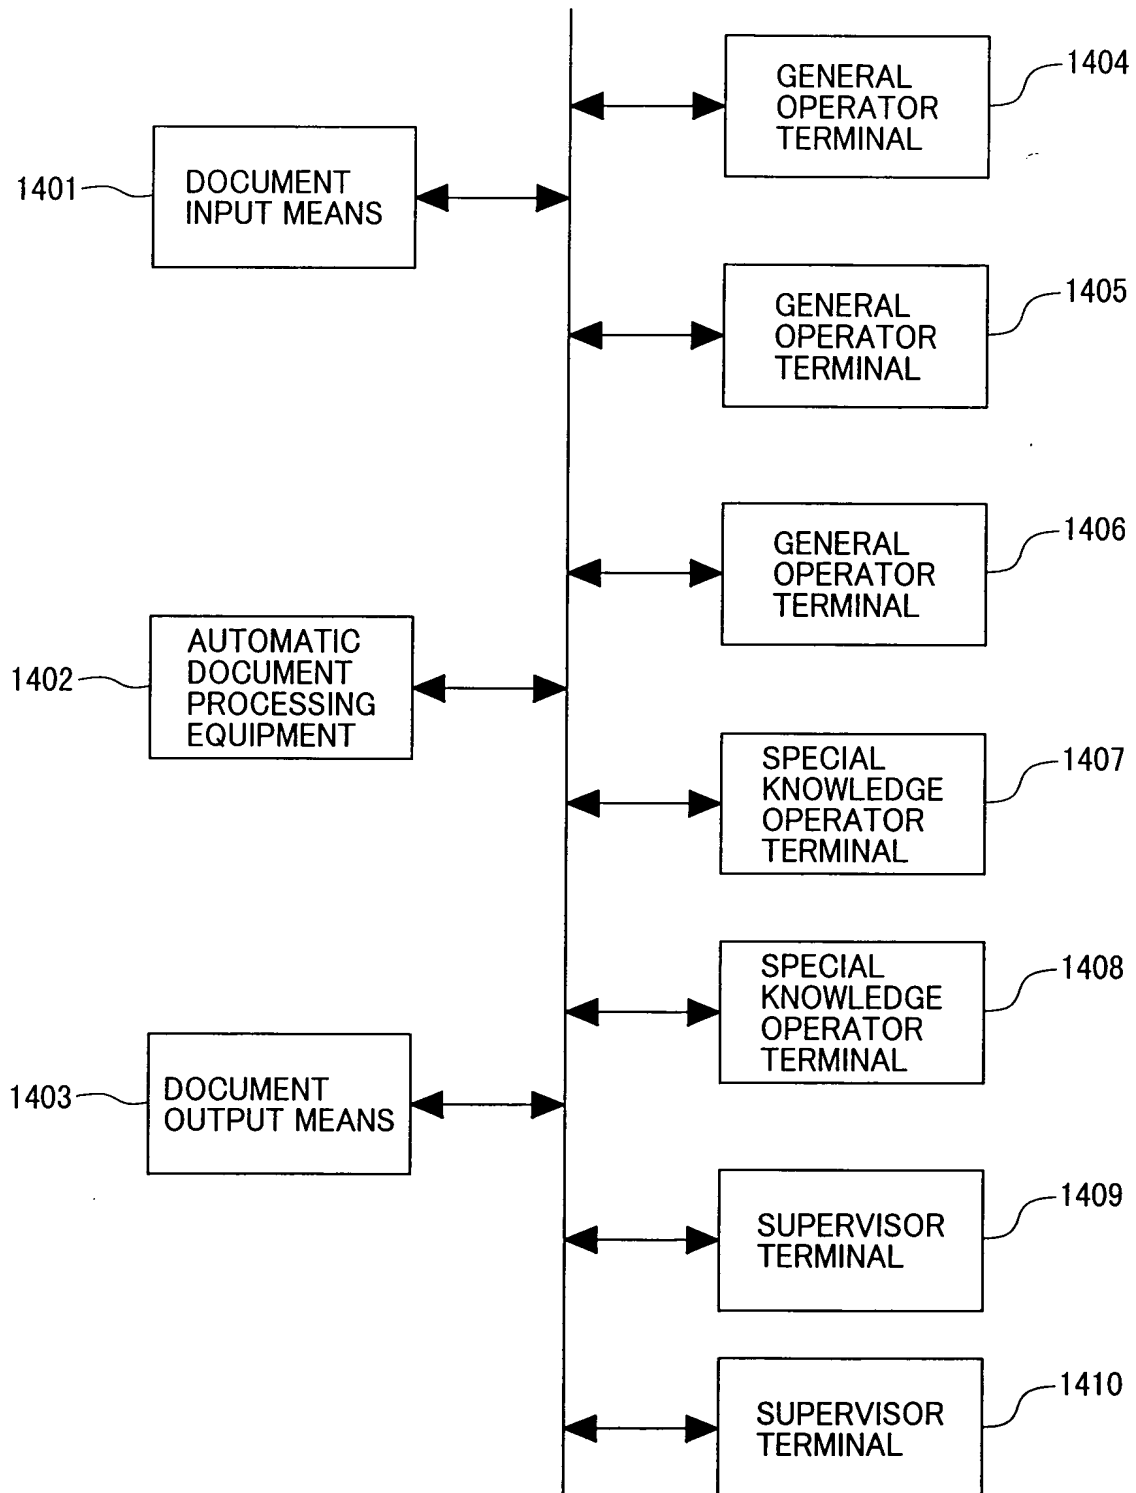 1401
DOCUMENT
INPUT MEANS
1402
AUTOMATIC
DOCUMENT
PROCESSING
EQUIPMENT
1403
DOCUMENT
OUTPUT MEANS
GENERAL
OPERATOR
TERMINAL
1404
GENERAL
OPERATOR
TERMINAL
1405
GENERAL
OPERATOR
TERMINAL
1406
SPECIAL
KNOWLEDGE
OPERATOR
TERMINAL
1407
SPECIAL
KNOWLEDGE
OPERATOR
TERMINAL
1408
SUPERVISOR
TERMINAL
1409
SUPERVISOR
TERMINAL
1410